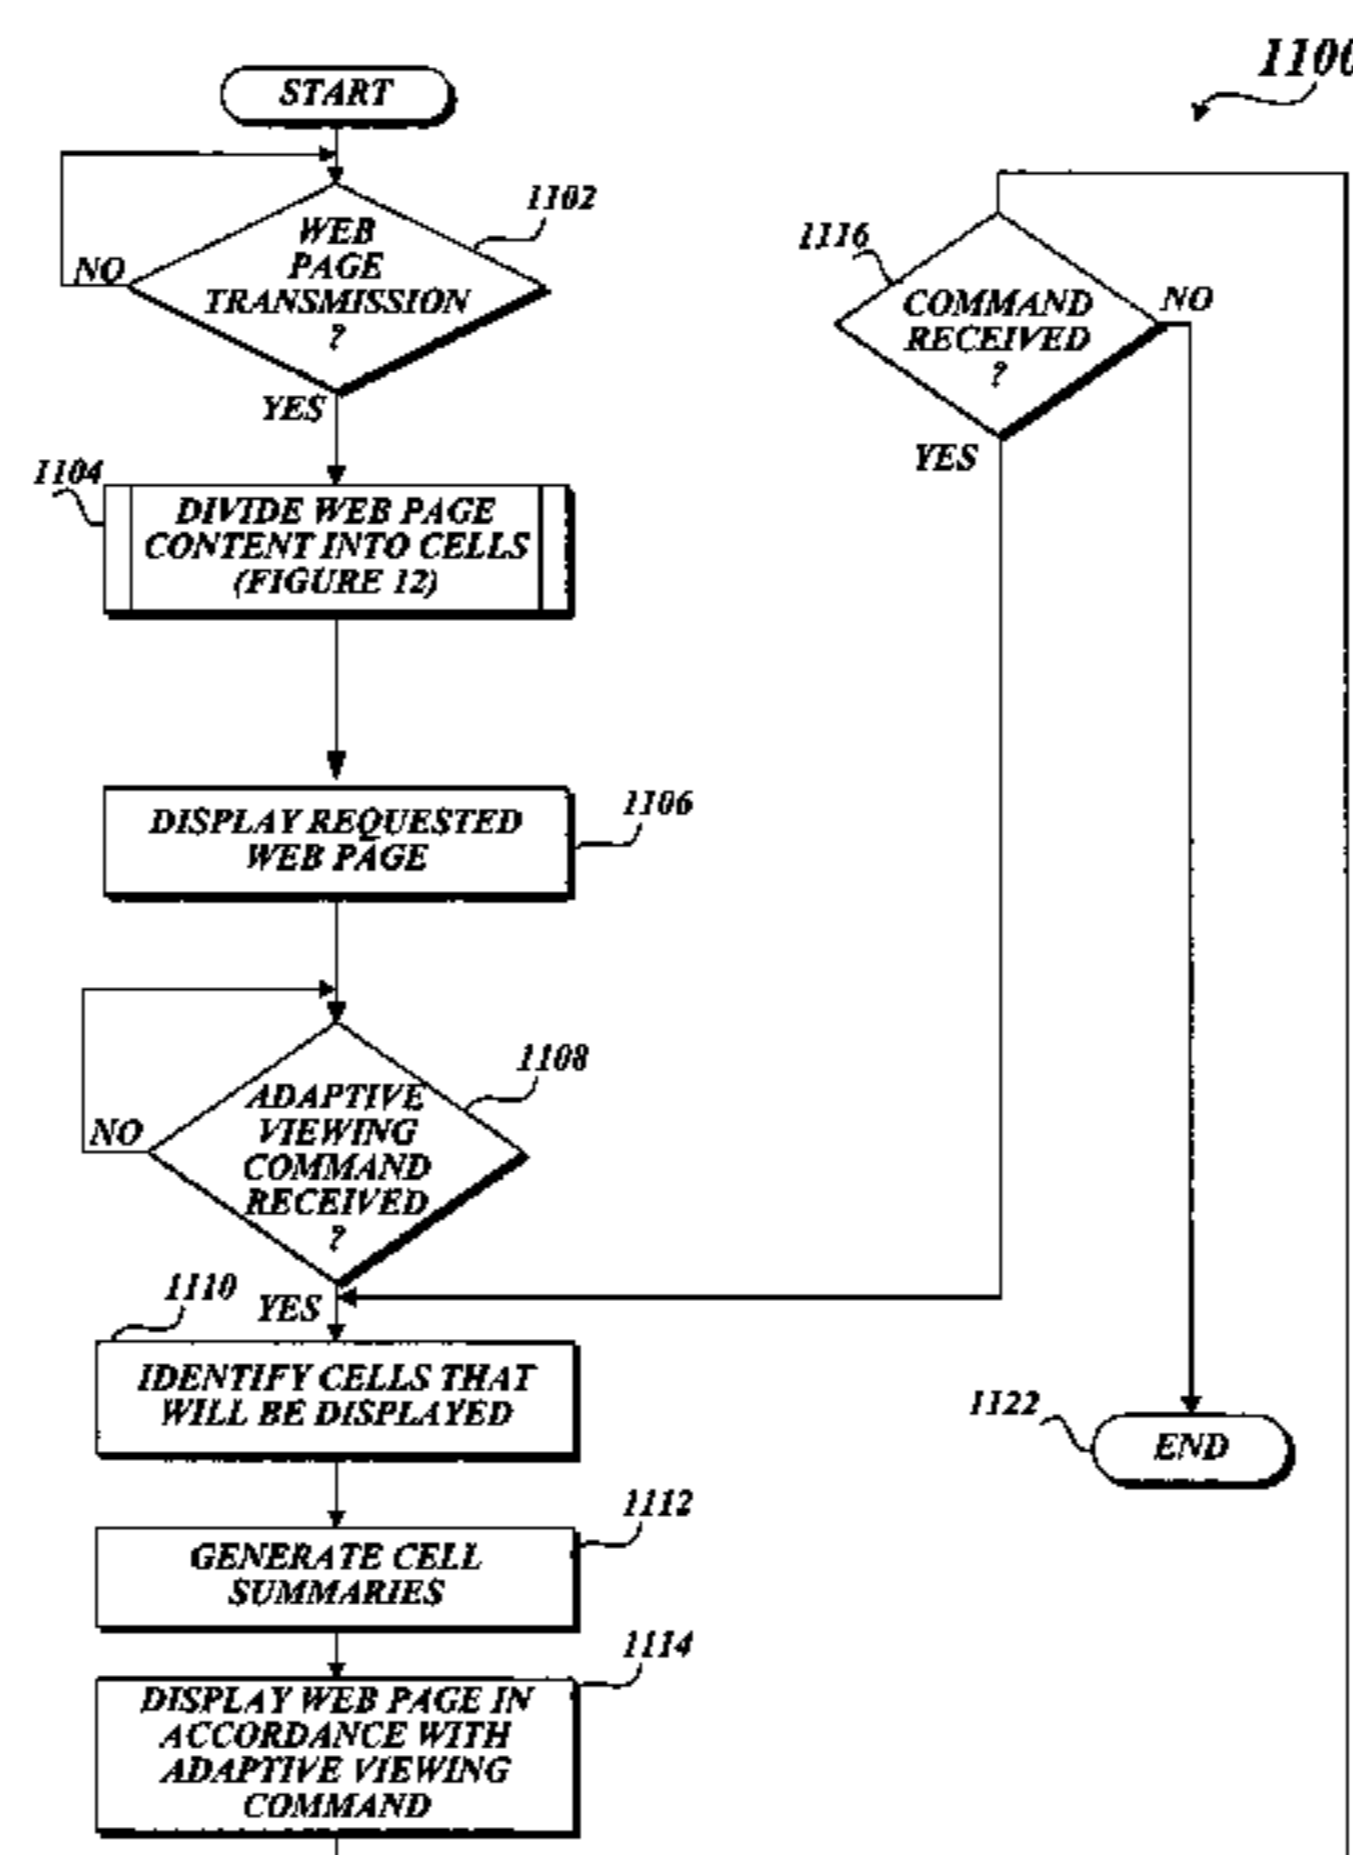 1100
START
1102
WEB
PAGE
TRANSMISSION
?
NO
YES
1104
DIVIDE WEB PAGE
CONTENT INTO CELLS
(FIGURE 12)
DISPLAY REQUESTED
WEB PAGE
1106
1108
ADAPTIVE
VIEWING
COMMAND
RECEIVED
?
NO
YES
1110
IDENTIFY CELLS THAT
WILL BE DISPLAYED
1112
GENERATE CELL
SUMMARIES
1114
DISPLAY WEB PAGE IN
ACCORDANCE WITH
ADAPTIVE VIEWING
COMMAND
1116
COMMAND
RECEIVED
?
NO
YES
1122
END